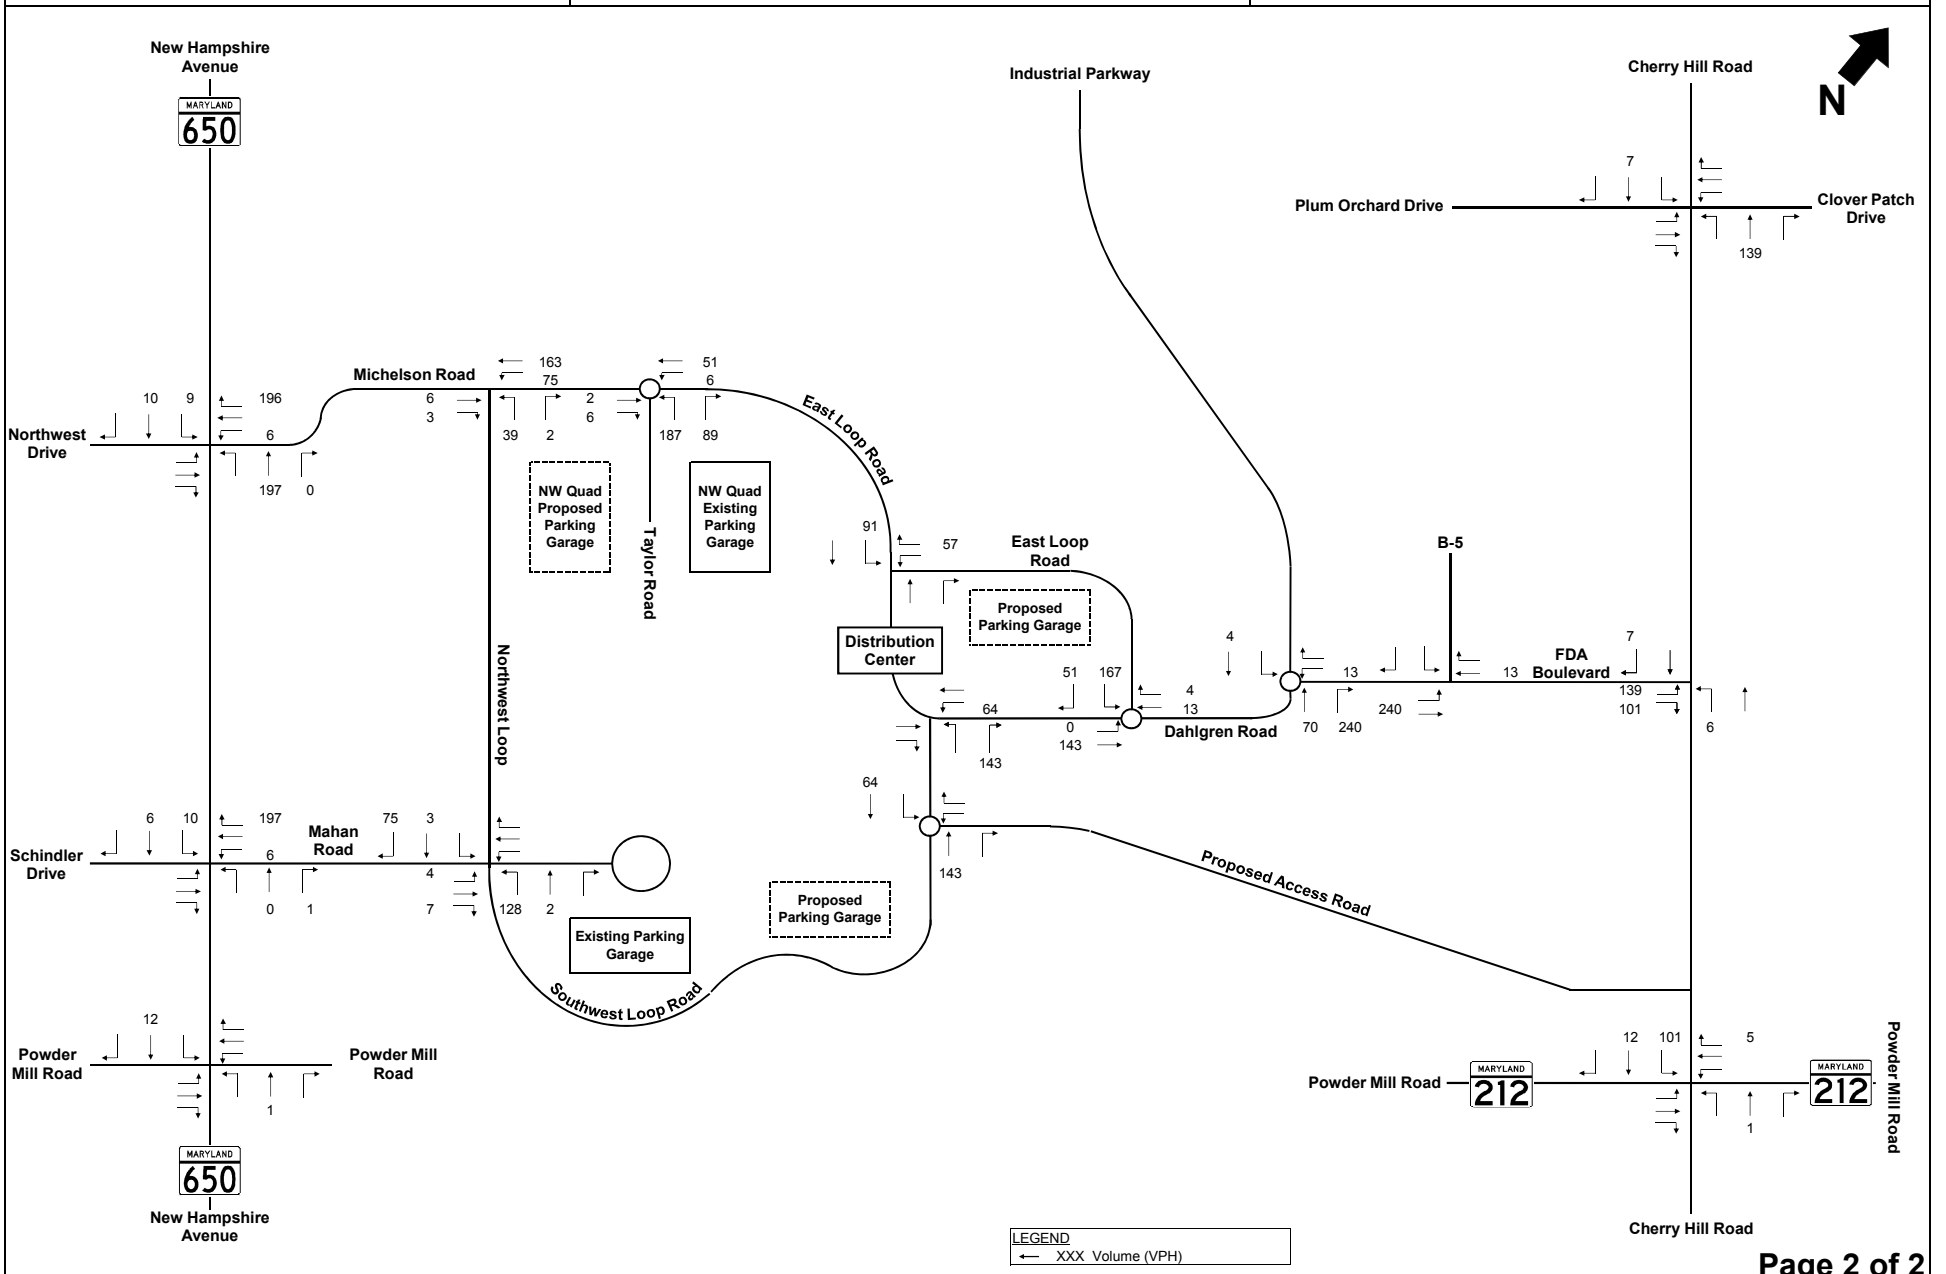 New Hampshire
Avenue
MARYLAND
650
Industrial Parkway
Cherry Hill Road
N
7
Plum Orchard Drive
Clover Patch
Drive
139
Michelson Road
163
75
51
6
6
3
2
6
39
2
187
89
10
9
196
6
Northwest
Drive
197
0
East Loop Road
NW Quad
Proposed
Parking
Garage
NW Quad
Existing
Parking
Garage
Taylor Road
91
57
East Loop
Road
B-5
Proposed
Parking Garage
Distribution
Center
Northwest Loop
51
167
4
13
64
0
143
143
Dahlgren Road
4
13
70
240
240
13
FDA
Boulevard
7
139
101
6
64
143
6
10
197
6
Mahan
Road
75
3
Schindler
Drive
4
7
0
1
128
2
Existing Parking
Garage
Proposed
Parking Garage
Proposed Access Road
Southwest Loop Road
12
Powder
Mill Road
Powder Mill
Road
1
MARYLAND
650
New Hampshire
Avenue
12
101
5
Powder Mill Road
MARYLAND
212
MARYLAND
212
Powder Mill Road
1
Cherry Hill Road
LEGEND
XXX Volume (VPH)
Page 2 of 2